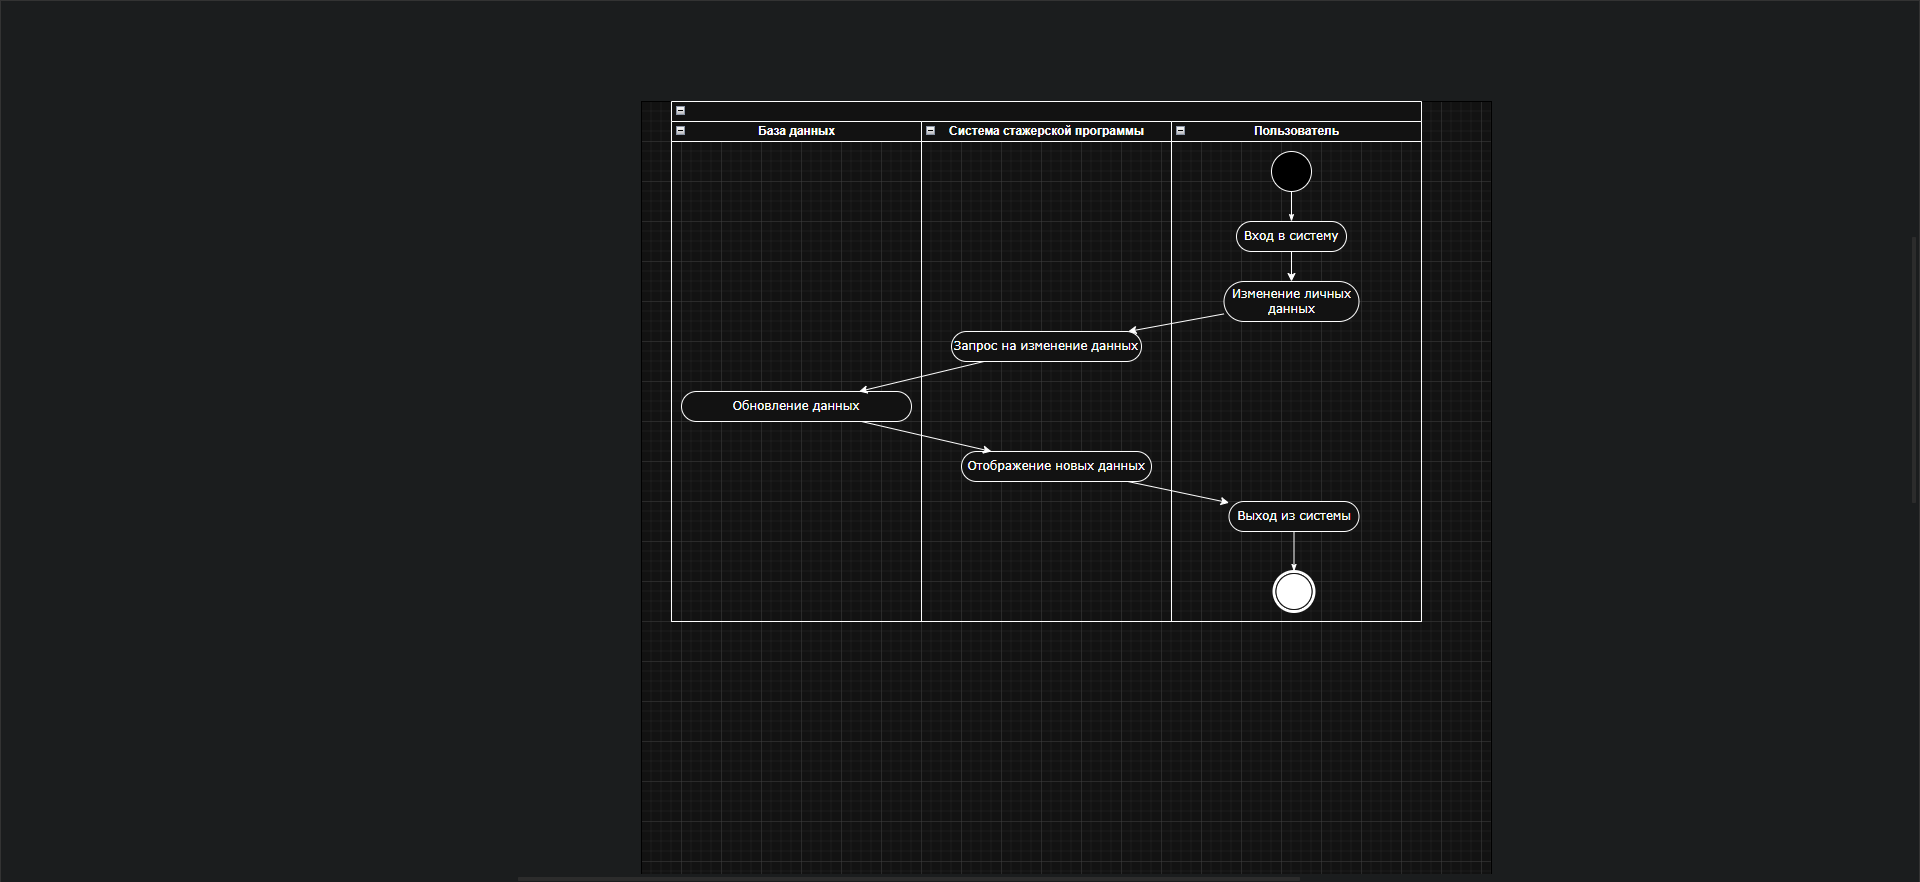 База данных
Система стажерской программы
Пользователь
Вход в систему
Изменение личных
данных
Запрос на изменение данных
Обновление данных
Отображение новых данных
Выход из системы